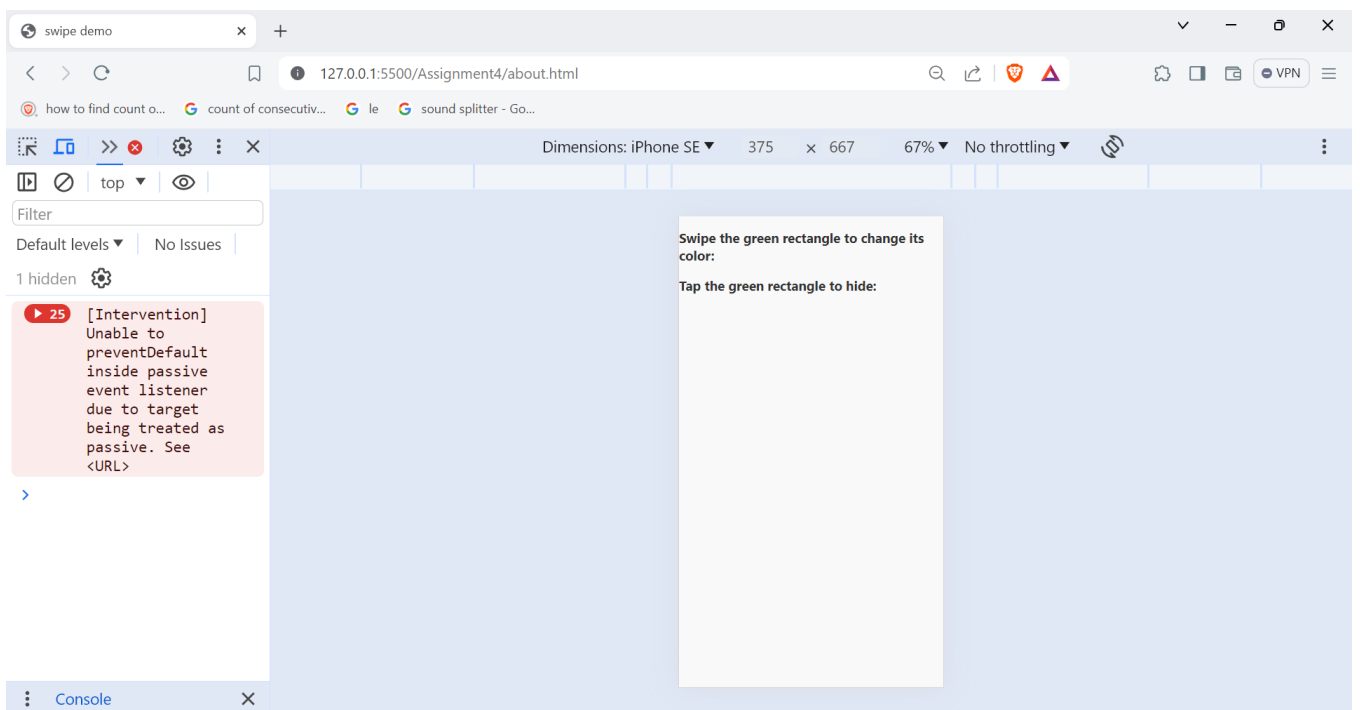 swipe demo
127.0.0.1:5500/Assignment4/about.html
VPN
how to find count o... count of consecutiv... le sound splitter - Go...
Dimensions: iPhone SE 375 × 667 67% No throttling
top
Filter
Default levels No Issues
1 hidden
25 [Intervention]
Unable to
preventDefault
inside passive
event listener
due to target
being treated as
passive. See
<URL>
Console
Swipe the green rectangle to change its
color:
Tap the green rectangle to hide: